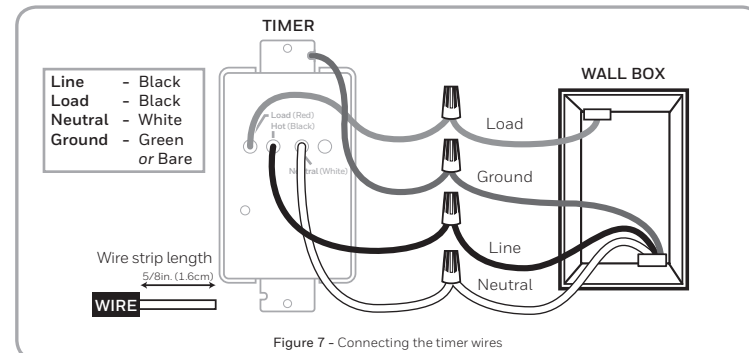 TIMER
WALL BOX
Line - Black
Load - Black
Neutral - White
Ground - Green
or Bare
Load (Red)
Hot (Black)
Neutral (White)
Load
Ground
Line
Neutral
Wire strip length
5/8in. (1.6cm)
WIRE
Figure 7 - Connecting the timer wires